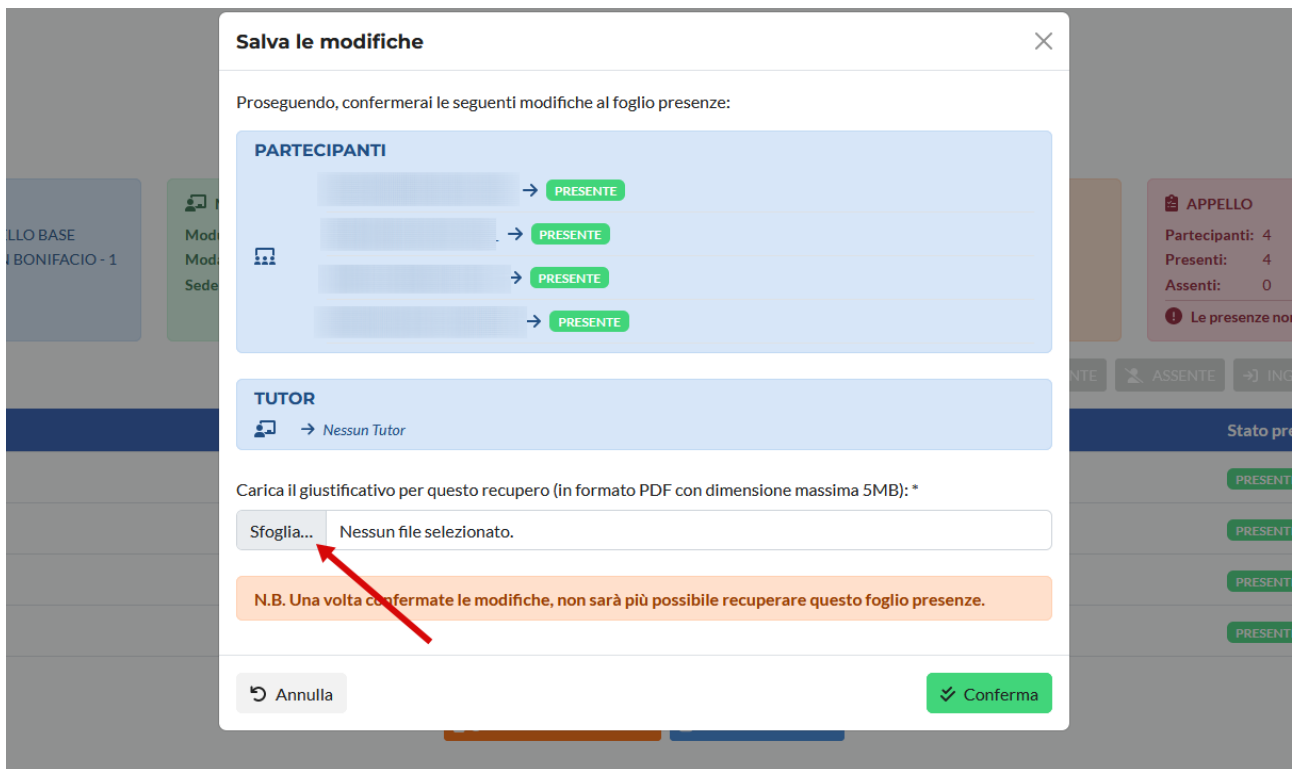 Salva le modifiche
Proseguendo, confermerai le seguenti modifiche al foglio presenze:
PARTECIPANTI
PRESENTE
PRESENTE
PRESENTE
PRESENTE
TUTOR
Nessun Tutor
Carica il giustificativo per questo recupero (in formato PDF con dimensione massima 5MB): *
Sfoglia... Nessun file selezionato.
N.B. Una volta confermate le modifiche, non sarà più possibile recuperare questo foglio presenze.
Annulla
Conferma
LLO BASE
BONIFACIO - 1
Mod
Sede
APPELLO
Partecipanti: 4
Presenti: 4
Assenti: 0
Le presenze no
NTE
ASSENTE
ING
Stato pre
PRESENT
PRESENT
PRESENT
PRESENT